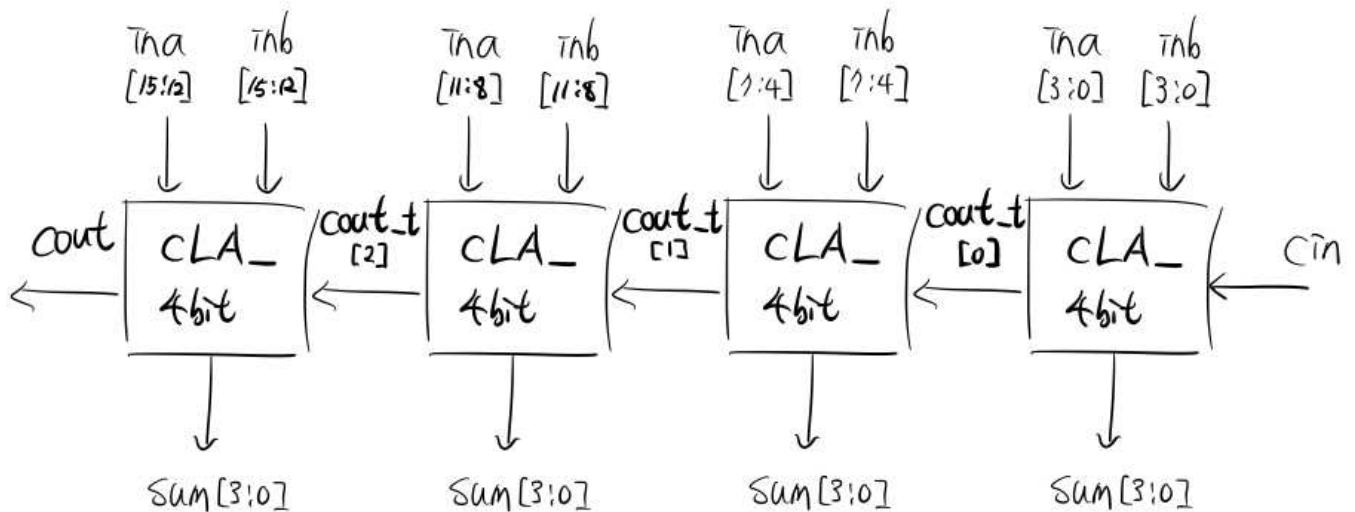 ina inb ina inb ina inb ina inb
[15:12] [15:12] [11:8] [11:8] [7:4] [7:4] [3:0] [3:0]
cout CLA_ cout_t CLA_ cout_t CLA_ cout_t CLA_ cin
[2] [1] [0]
4bit 4bit 4bit 4bit
sum[3:0] sum[3:0] sum[3:0] sum[3:0]